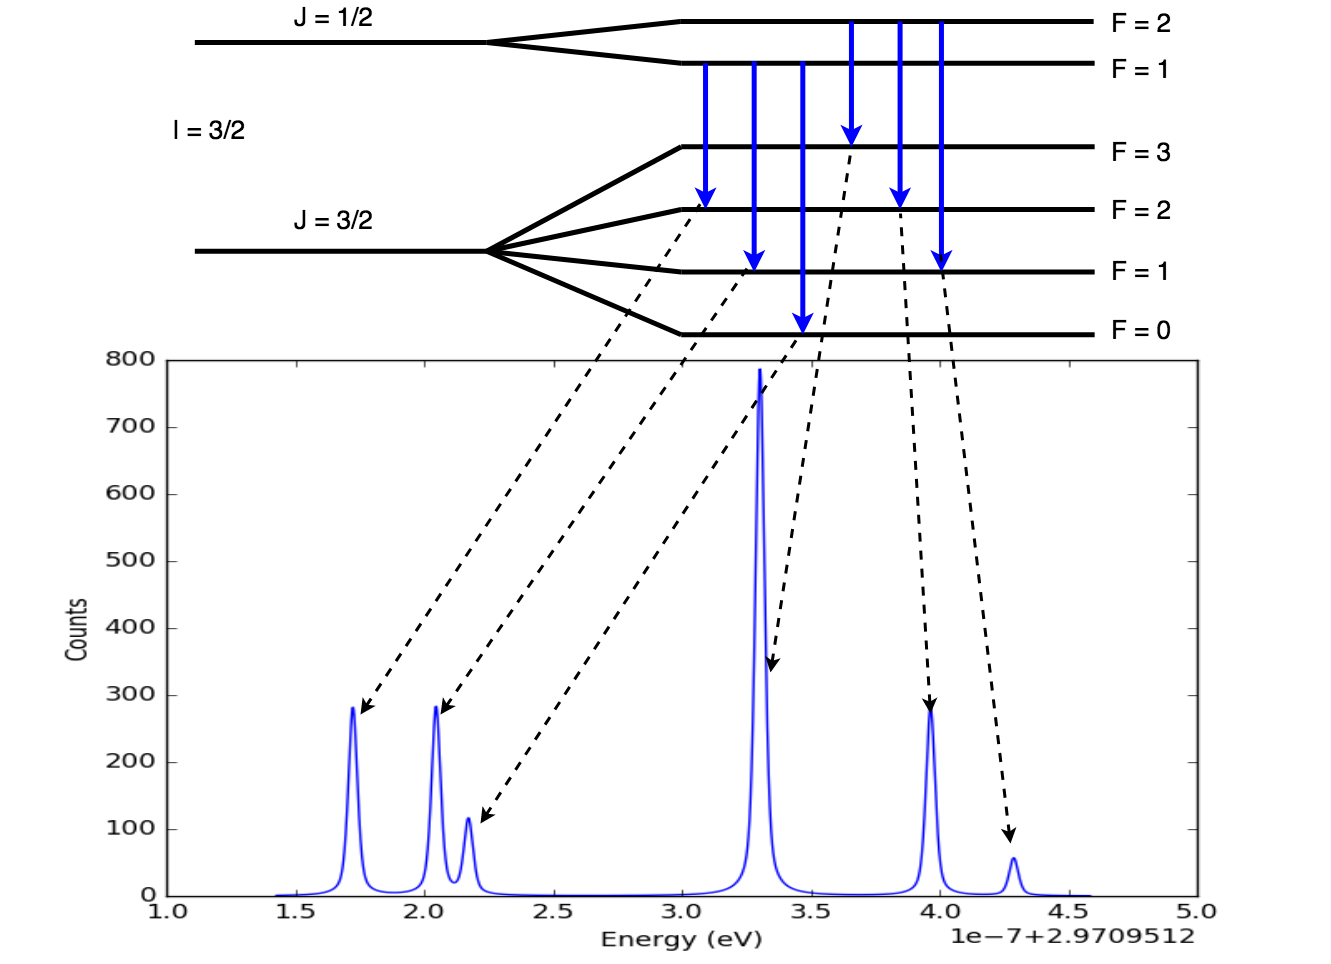 J = 1/2
F = 2
F = 1
I = 3/2
F = 3
J = 3/2
F = 2
F = 1
F = 0
800
700
600
500
400
300
200
100
0
Counts
1.0 1.5 2.0 2.5 3.0 3.5 4.0 4.5 5.0
Energy (eV)
1e−7+2.9709512